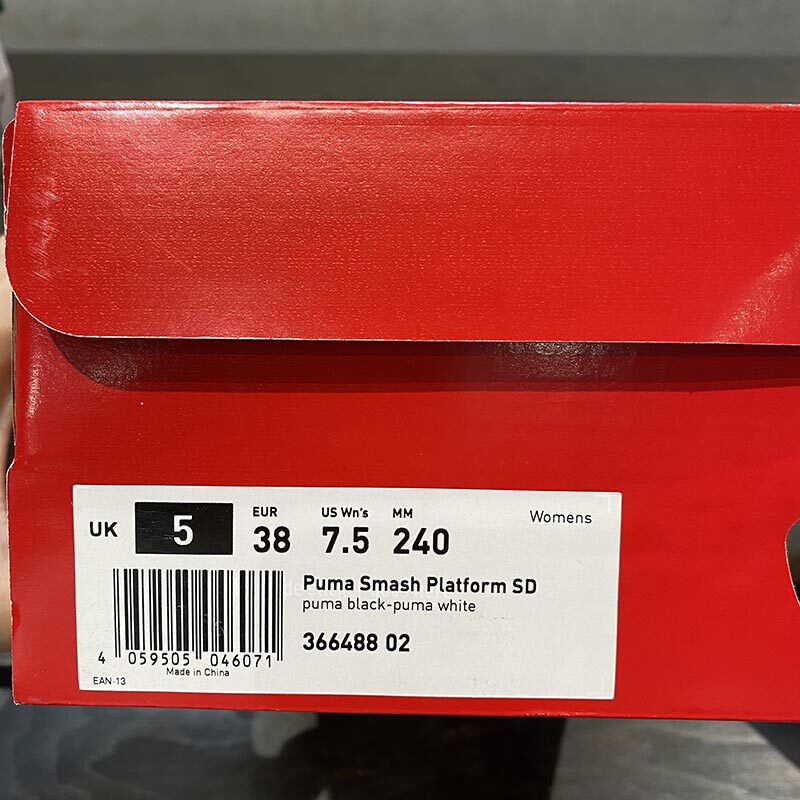 UK 5
EUR 38
US Wn's 7.5
MM 240
Womens
Puma Smash Platform SD
puma black-puma white
366488 02
4 059505 046071
Made in China
EAN-13